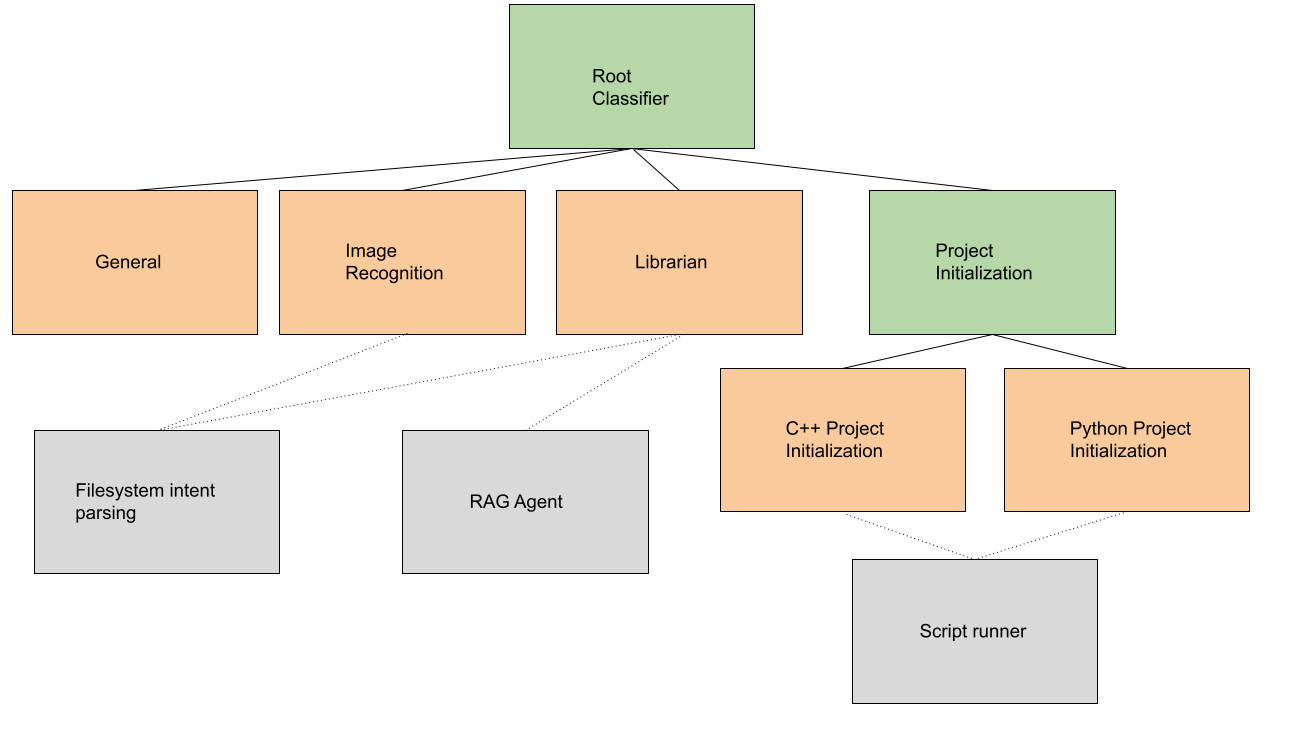 Root
Classifier
General
Image
Recognition
Librarian
Project
Initialization
C++ Project
Initialization
Python Project
Initialization
Filesystem intent
parsing
RAG Agent
Script runner